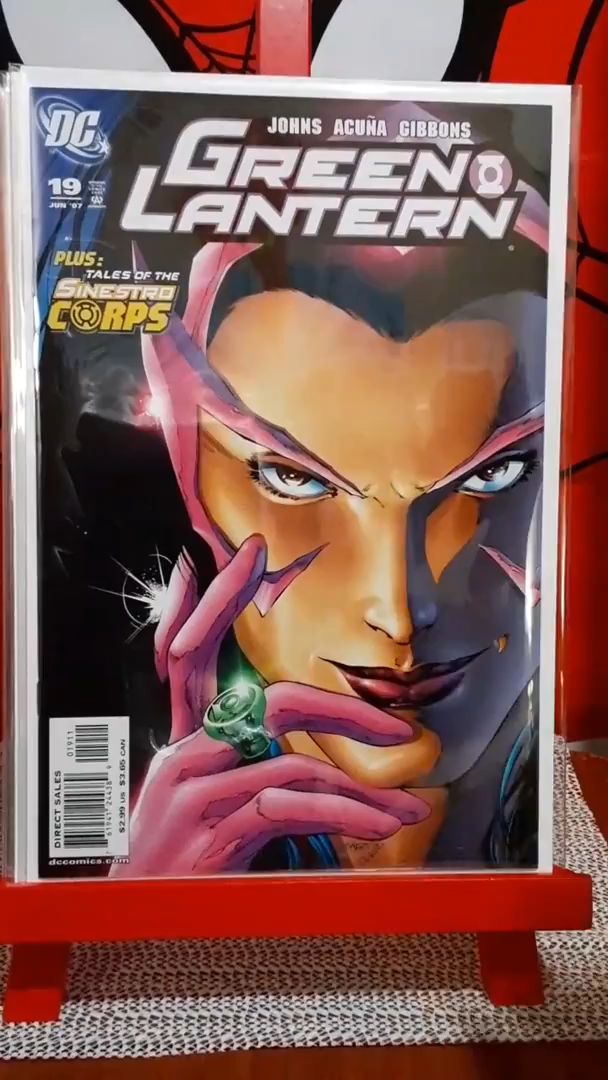 DC
JOHNS ACUÑA GIBBONS
GREEN
LANTERN
19
JUN '07
PLUS:
TALES OF THE
SINESTRO
CORPS
01911
DIRECT SALES
$2.99 US $3.65 CAN
dccomics.com